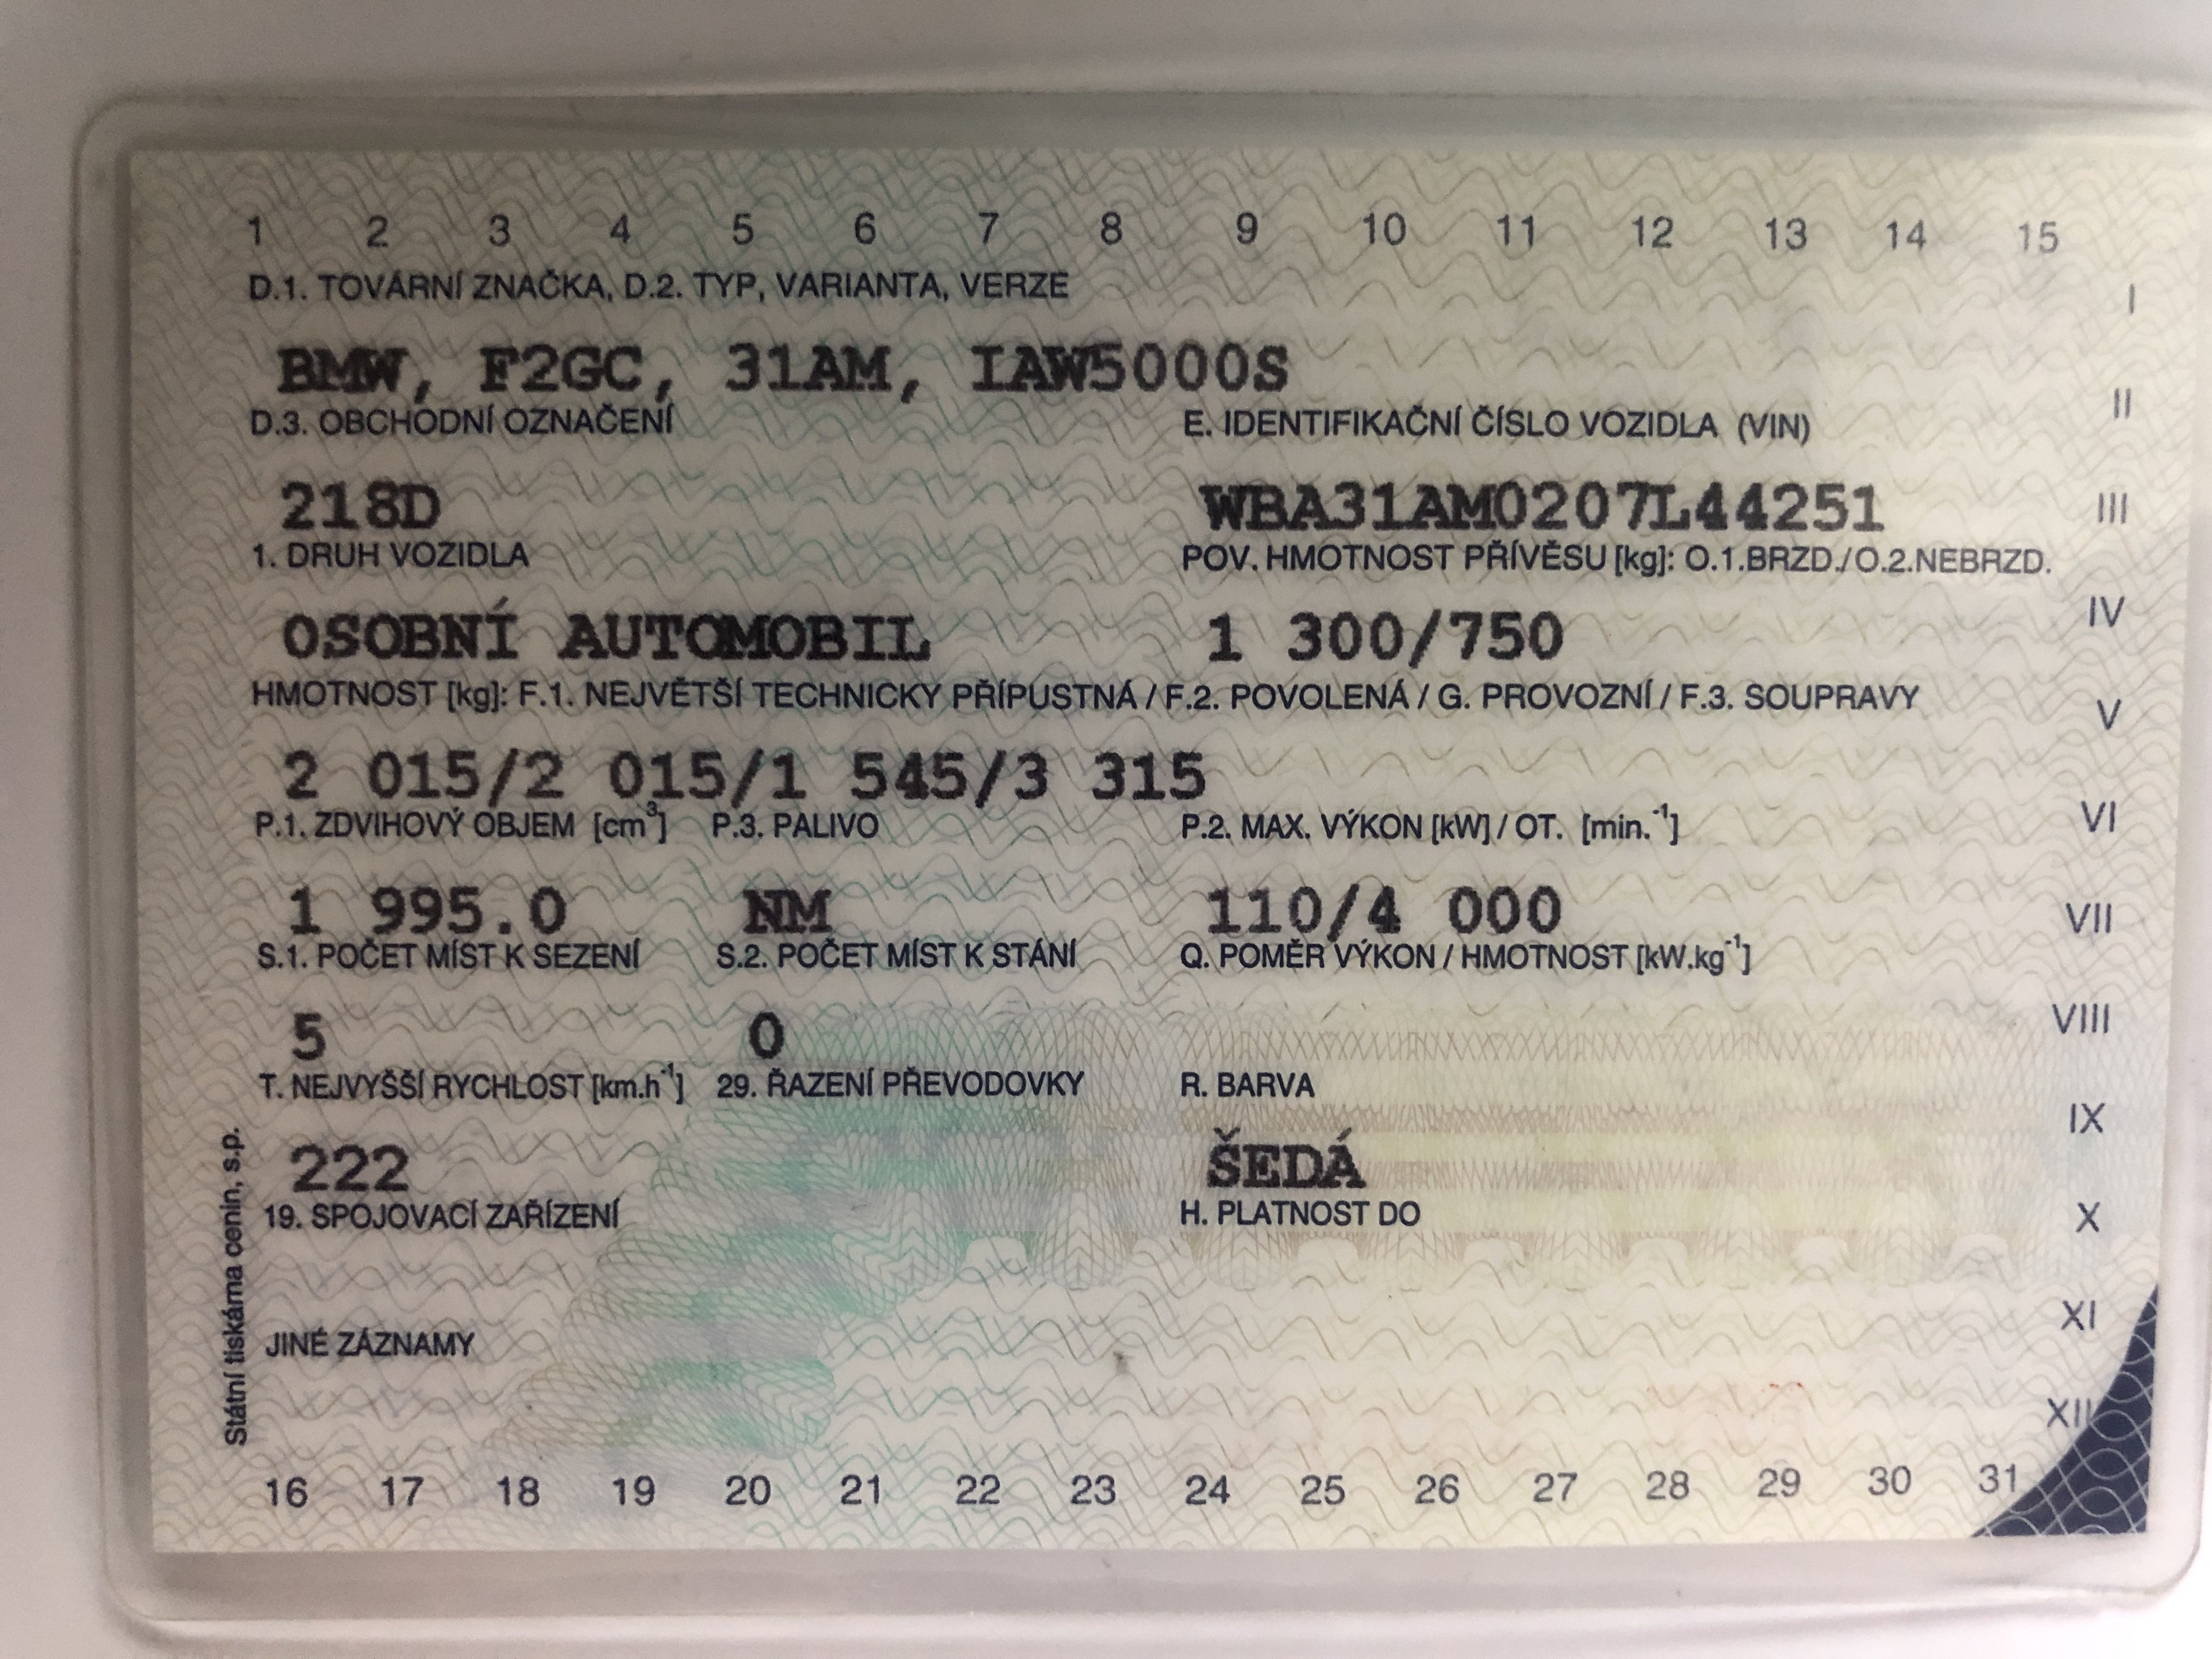 1 2 3 4 5 6 7 8 9 10 11 12 13 14 15
D.1. TOVÁRNÍ ZNAČKA, D.2. TYP, VARIANTA, VERZE
I
BMW, F2GC, 31AM, IAW5000S
D.3. OBCHODNÍ OZNAČENÍ E. IDENTIFIKAČNÍ ČÍSLO VOZIDLA (VIN)
II
218D WBA31AM0207L44251
III
1. DRUH VOZIDLA POV. HMOTNOST PŘÍVĚSU [kg]: O.1.BRZD./O.2.NEBRZD.
OSOBNÍ AUTOMOBIL 1 300/750
IV
HMOTNOST [kg]: F.1. NEJVĚTŠÍ TECHNICKY PŘÍPUSTNÁ / F.2. POVOLENÁ / G. PROVOZNÍ / F.3. SOUPRAVY
V
2 015/2 015/1 545/3 315
P.1. ZDVIHOVÝ OBJEM [cm³] P.3. PALIVO P.2. MAX. VÝKON [kW] / OT. [min.⁻¹]
VI
1 995.0 NM 110/4 000
VII
S.1. POČET MÍST K SEZENÍ S.2. POČET MÍST K STÁNÍ Q. POMĚR VÝKON / HMOTNOST [kW.kg⁻¹]
5 0
VIII
T. NEJVYŠŠÍ RYCHLOST [km.h⁻¹] 29. ŘAZENÍ PŘEVODOVKY R. BARVA
IX
222 ŠEDÁ
19. SPOJOVACÍ ZAŘÍZENÍ H. PLATNOST DO
X
XI
JINÉ ZÁZNAMY
XII
Státní tiskárna cenin, s.p.
16 17 18 19 20 21 22 23 24 25 26 27 28 29 30 31